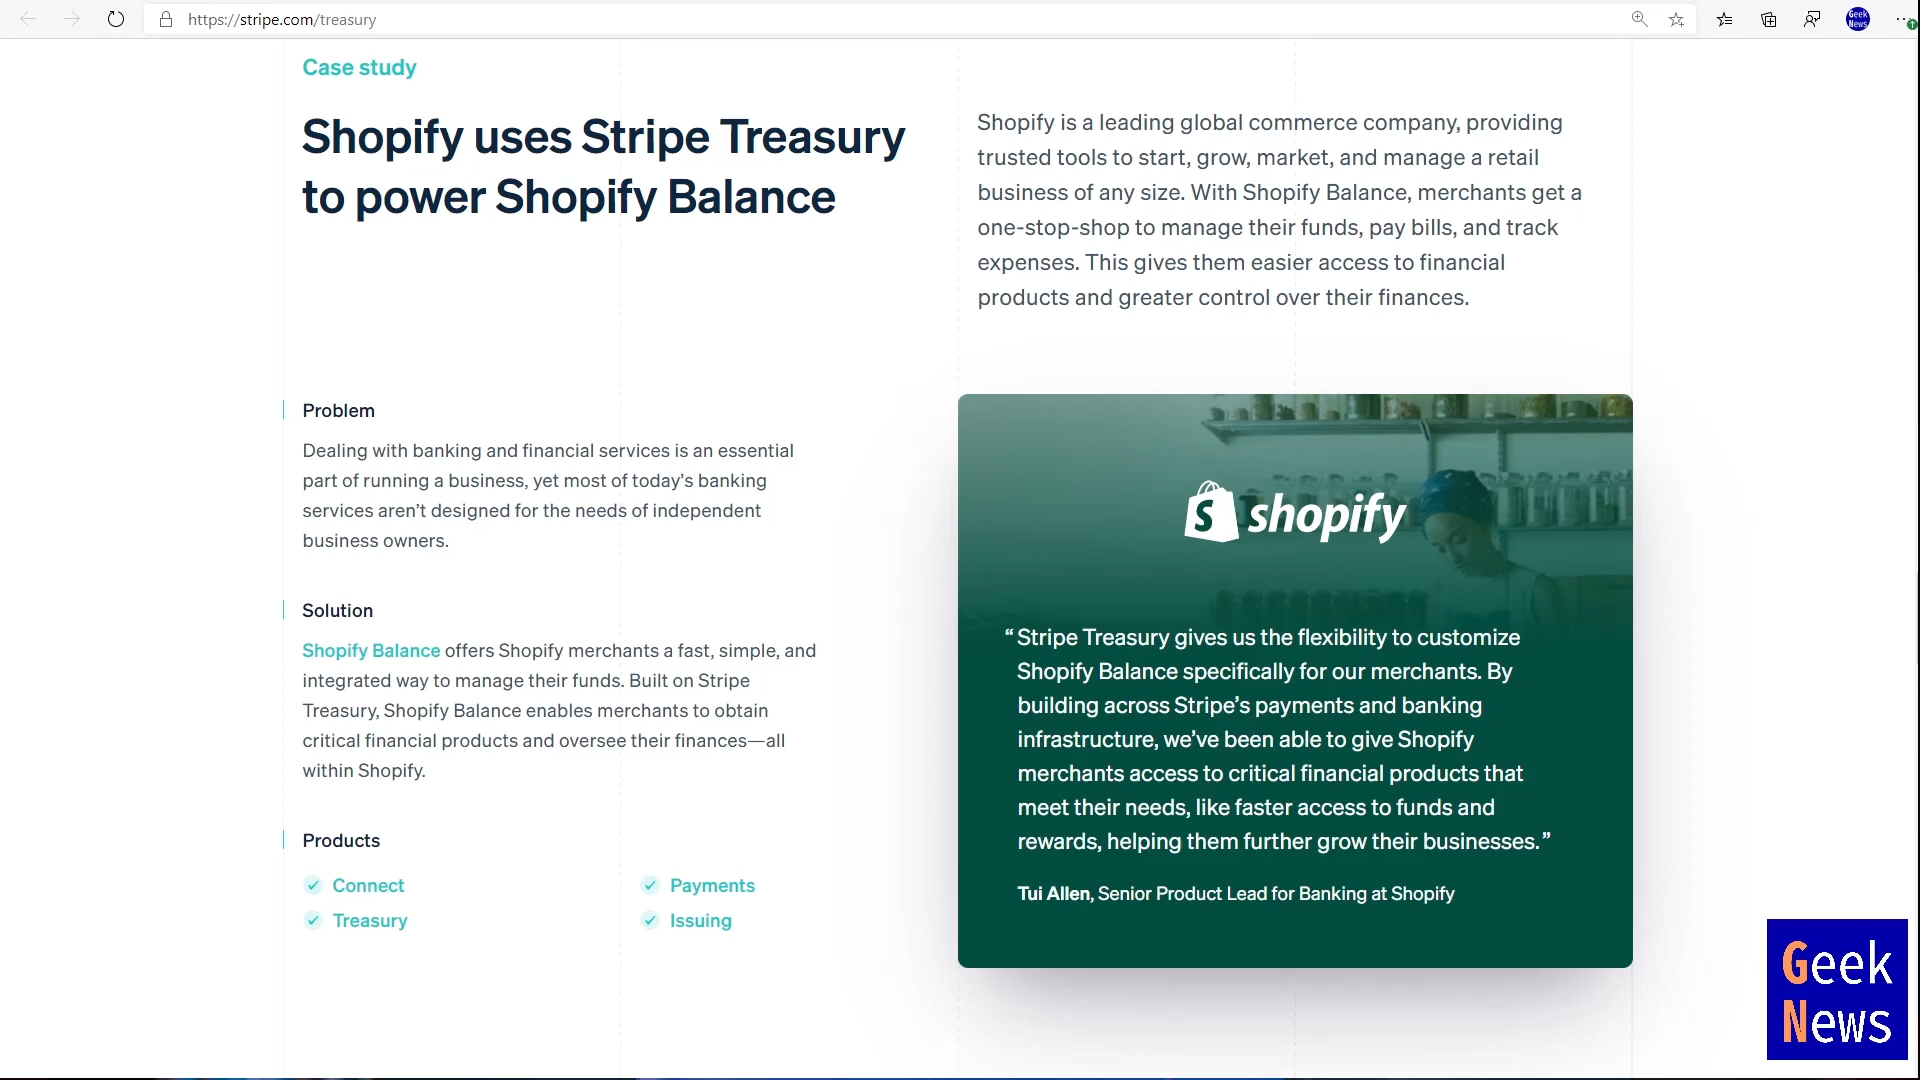 https://stripe.com/treasury
Geek
News
Case study
Shopify uses Stripe Treasury
to power Shopify Balance
Shopify is a leading global commerce company, providing
trusted tools to start, grow, market, and manage a retail
business of any size. With Shopify Balance, merchants get a
one-stop-shop to manage their funds, pay bills, and track
expenses. This gives them easier access to financial
products and greater control over their finances.
Problem
Dealing with banking and financial services is an essential
part of running a business, yet most of today’s banking
services aren’t designed for the needs of independent
business owners.
Solution
Shopify Balance offers Shopify merchants a fast, simple, and
integrated way to manage their funds. Built on Stripe
Treasury, Shopify Balance enables merchants to obtain
critical financial products and oversee their finances—all
within Shopify.
Products
Connect
Payments
Treasury
Issuing
shopify
“Stripe Treasury gives us the flexibility to customize
Shopify Balance specifically for our merchants. By
building across Stripe’s payments and banking
infrastructure, we’ve been able to give Shopify
merchants access to critical financial products that
meet their needs, like faster access to funds and
rewards, helping them further grow their businesses.”
Tui Allen, Senior Product Lead for Banking at Shopify
Geek
News